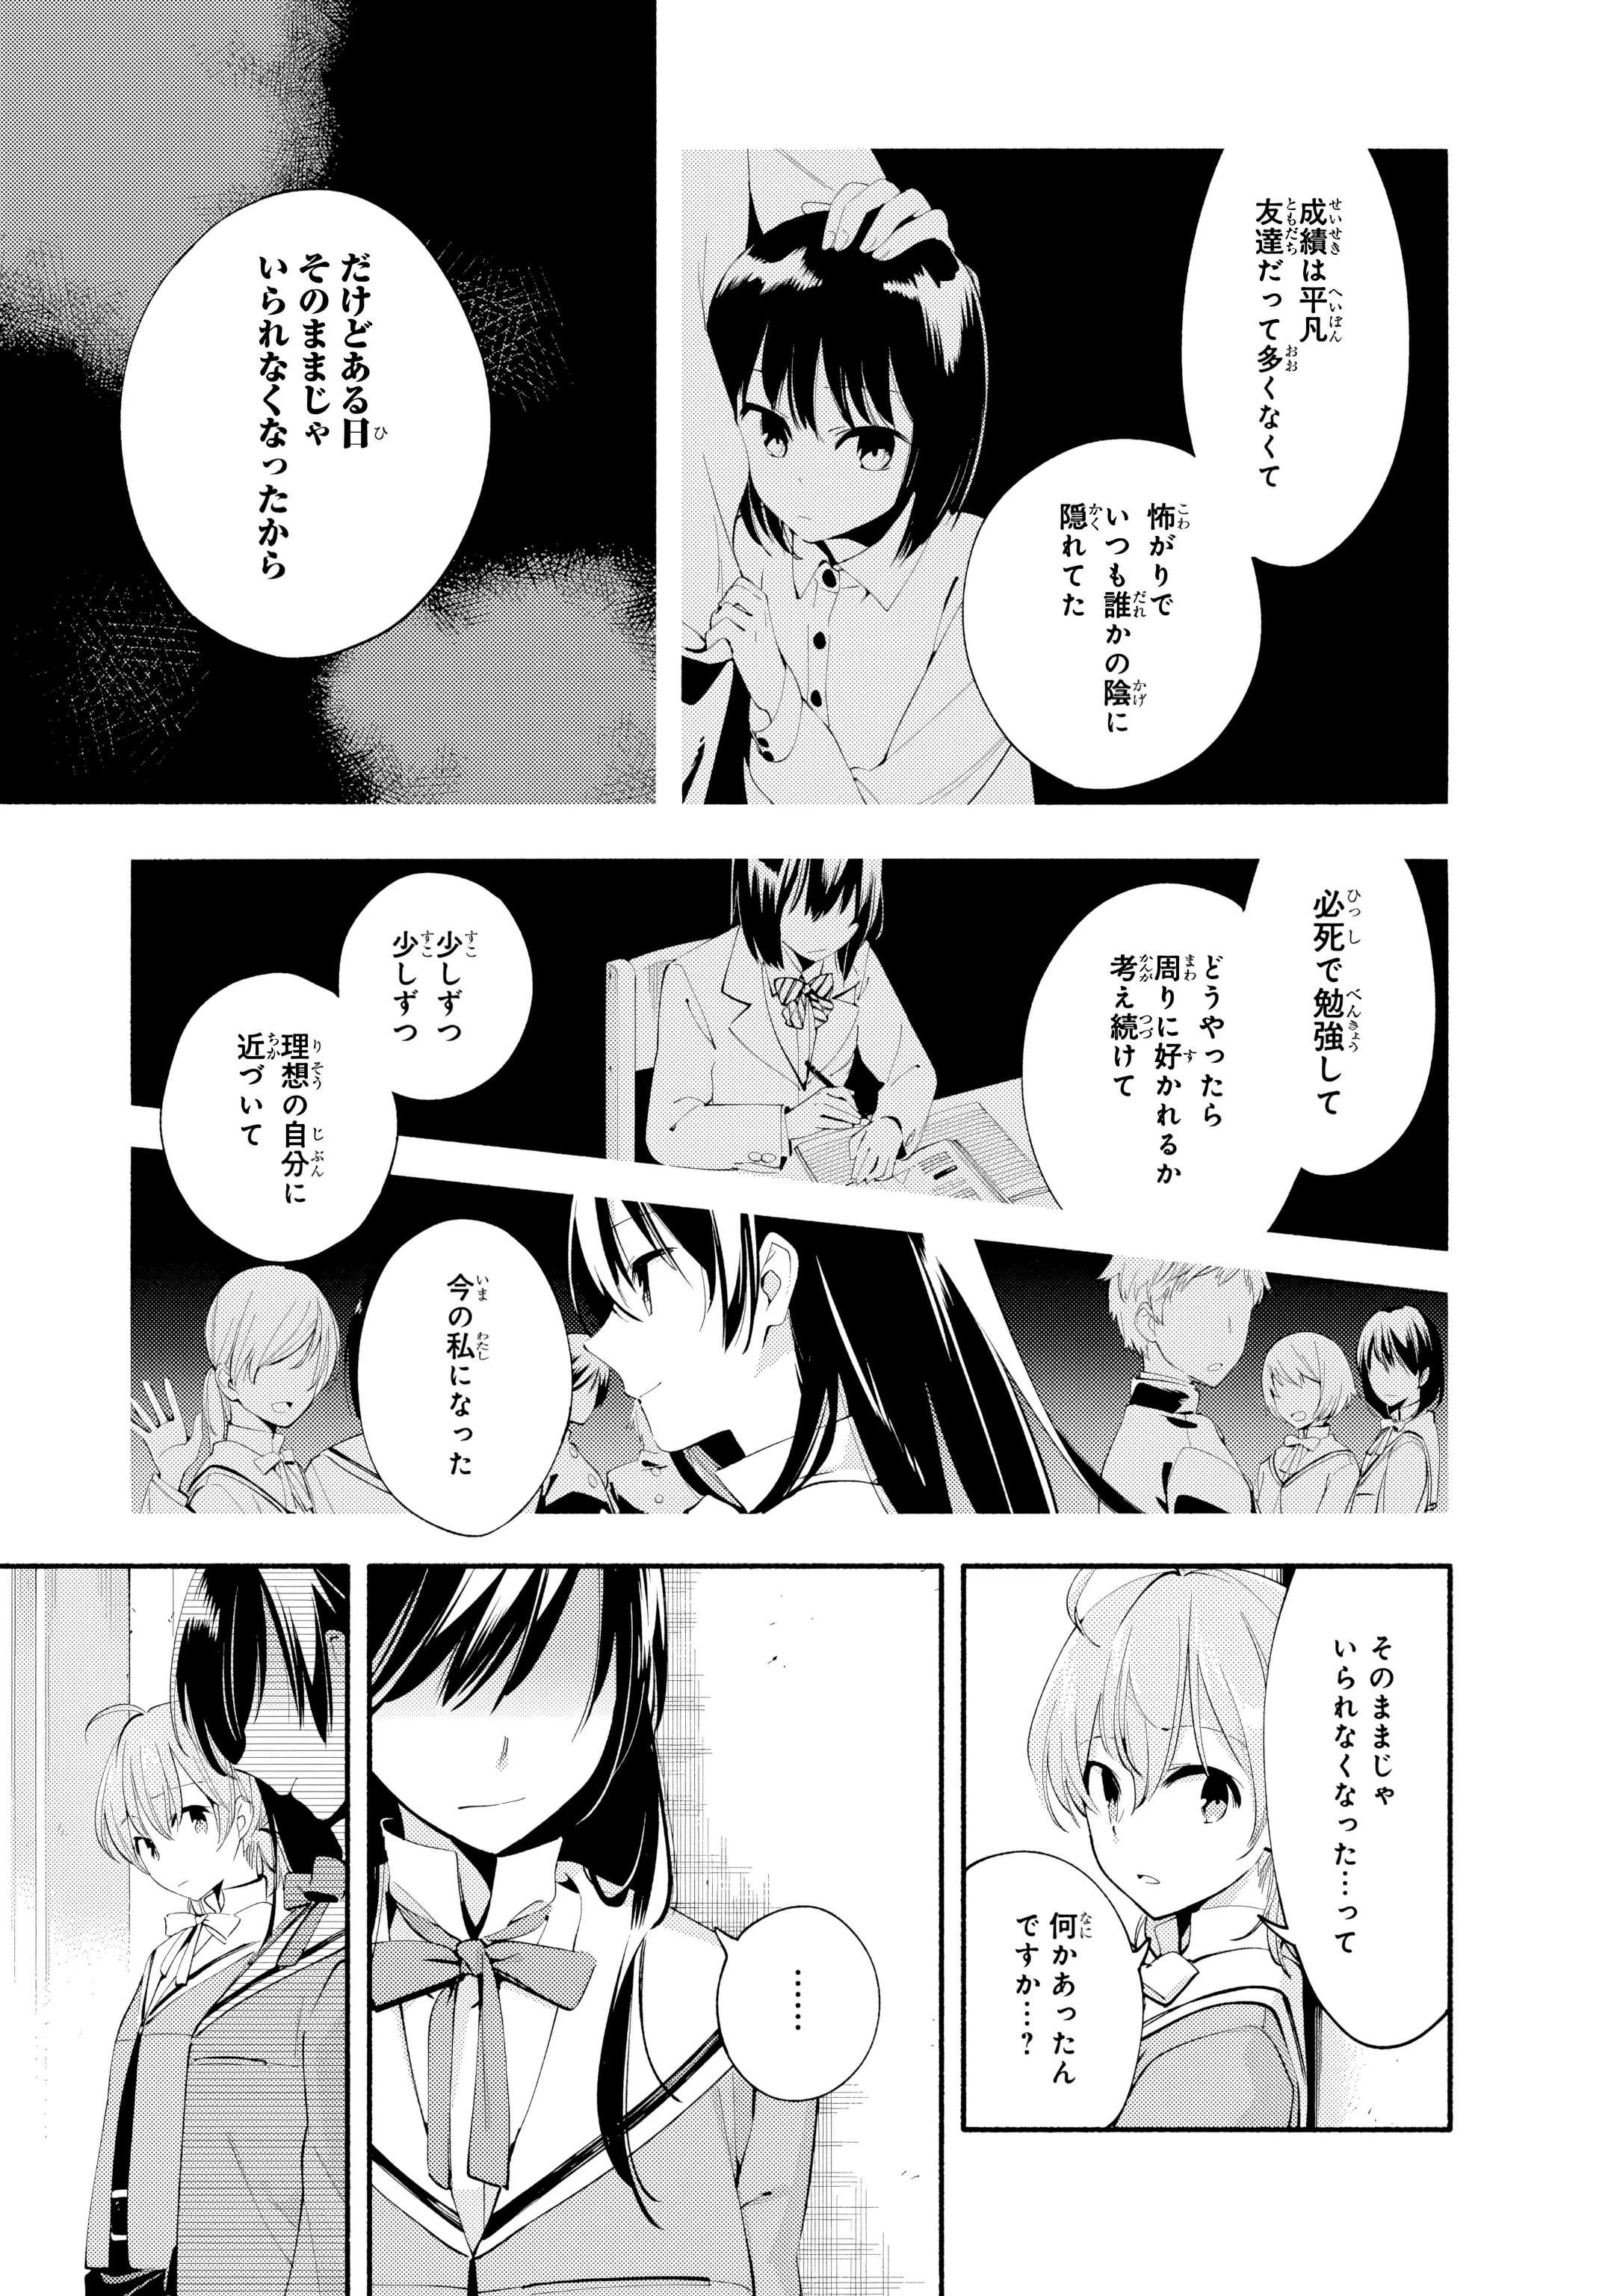 成績は平凡
友達だって多くなくて
怖がりで
いつも誰かの陰に
隠れてた
だけどある日
そのままじゃ
いられなくなったから
必死で勉強して
どうやったら
周りに好かれるか
考え続けて
少しずつ
少しずつ
理想の自分に
近づいて
今の私になった
そのままじゃ
いられなくなった…って
何かあったん
ですか…?
……